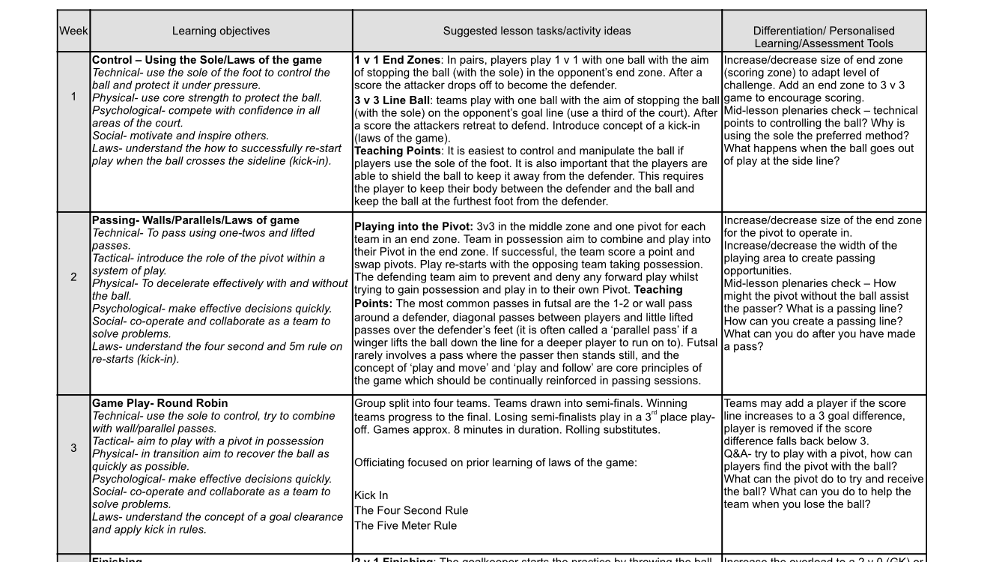 Week
Learning objectives
Suggested lesson tasks/activity ideas
Differentiation/ Personalised
Learning/Assessment Tools
1
Control – Using the Sole/Laws of the game
Technical- use the sole of the foot to control the
ball and protect it under pressure.
Physical- use core strength to protect the ball.
Psychological- compete with confidence in all
areas of the court.
Social- motivate and inspire others.
Laws- understand the how to successfully re-start
play when the ball crosses the sideline (kick-in).
1 v 1 End Zones: In pairs, players play 1 v 1 with one ball with the aim
of stopping the ball (with the sole) in the opponent's end zone. After a
score the attacker drops off to become the defender.
3 v 3 Line Ball: teams play with one ball with the aim of stopping the ball
(with the sole) on the opponent's goal line (use a third of the court). After
a score the attackers retreat to defend. Introduce concept of a kick-in
(laws of the game).
Teaching Points: It is easiest to control and manipulate the ball if
players use the sole of the foot. It is also important that the players are
able to shield the ball to keep it away from the defender. This requires
the player to keep their body between the defender and the ball and
keep the ball at the furthest foot from the defender.
Increase/decrease size of end zone
(scoring zone) to adapt level of
challenge. Add an end zone to 3 v 3
game to encourage scoring.
Mid-lesson plenaries check – technical
points to controlling the ball? Why is
using the sole the preferred method?
What happens when the ball goes out
of play at the side line?
2
Passing- Walls/Parallels/Laws of game
Technical- To pass using one-twos and lifted
passes.
Tactical- introduce the role of the pivot within a
system of play.
Physical- To decelerate effectively with and without
the ball.
Psychological- make effective decisions quickly.
Social- co-operate and collaborate as a team to
solve problems.
Laws- understand the four second and 5m rule on
re-starts (kick-in).
Playing into the Pivot: 3v3 in the middle zone and one pivot for each
team in an end zone. Team in possession aim to combine and play into
their Pivot in the end zone. If successful, the team score a point and
swap pivots. Play re-starts with the opposing team taking possession.
The defending team aim to prevent and deny any forward play whilst
trying to gain possession and play in to their own Pivot. Teaching
Points: The most common passes in futsal are the 1-2 or wall pass
around a defender, diagonal passes between players and little lifted
passes over the defender's feet (it is often called a 'parallel pass' if a
winger lifts the ball down the line for a deeper player to run on to). Futsal
rarely involves a pass where the passer then stands still, and the
concept of 'play and move' and 'play and follow' are core principles of
the game which should be continually reinforced in passing sessions.
Increase/decrease size of the end zone
for the pivot to operate in.
Increase/decrease the width of the
playing area to create passing
opportunities.
Mid-lesson plenaries check – How
might the pivot without the ball assist
the passer? What is a passing line?
How can you create a passing line?
What can you do after you have made
a pass?
3
Game Play- Round Robin
Technical- use the sole to control, try to combine
with wall/parallel passes.
Tactical- aim to play with a pivot in possession
Physical- in transition aim to recover the ball as
quickly as possible.
Psychological- make effective decisions quickly.
Social- co-operate and collaborate as a team to
solve problems.
Laws- understand the concept of a goal clearance
and apply kick in rules.
Group split into four teams. Teams drawn into semi-finals. Winning
teams progress to the final. Losing semi-finalists play in a 3rd place play-
off. Games approx. 8 minutes in duration. Rolling substitutes.
Officiating focused on prior learning of laws of the game:
Kick In
The Four Second Rule
The Five Meter Rule
Teams may add a player if the score
line increases to a 3 goal difference,
player is removed if the score
difference falls back below 3.
Q&A- try to play with a pivot, how can
players find the pivot with the ball?
What can the pivot do to try and receive
the ball? What can you do to help the
team when you lose the ball?
Finishing
2 v 1 Finishing: The goalkeeper starts the practice by throwing the ball
Increase the overload to a 2 v 0 (GK) or